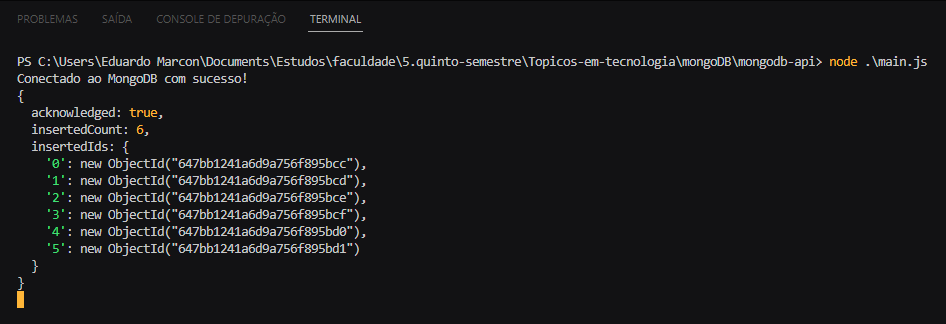 PROBLEMAS SAÍDA CONSOLE DE DEPURAÇÃO TERMINAL
PS C:\Users\Eduardo Marcon\Documents\Estudos\faculdade\5.quinto-semestre\Topicos-em-tecnologia\mongoDB\mongodb-api> node .\main.js
Conectado ao MongoDB com sucesso!
{
  acknowledged: true,
  insertedCount: 6,
  insertedIds: {
    '0': new ObjectId("647bb1241a6d9a756f895bcc"),
    '1': new ObjectId("647bb1241a6d9a756f895bcd"),
    '2': new ObjectId("647bb1241a6d9a756f895bce"),
    '3': new ObjectId("647bb1241a6d9a756f895bcf"),
    '4': new ObjectId("647bb1241a6d9a756f895bd0"),
    '5': new ObjectId("647bb1241a6d9a756f895bd1")
  }
}